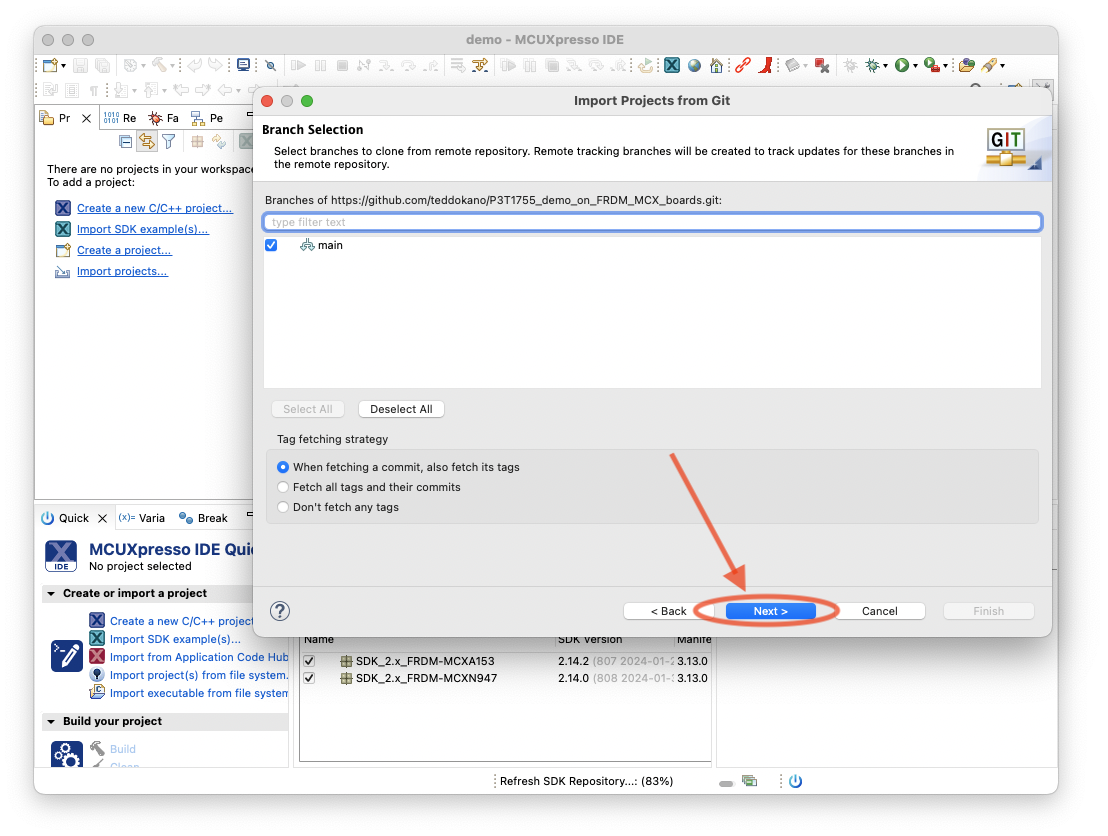 demo - MCUXpresso IDE
Pr
Re
Fa
Pe
There are no projects in your workspace
To add a project:
Create a new C/C++ project...
Import SDK example(s)...
Create a project...
Import projects...
Import Projects from Git
Branch Selection
Select branches to clone from remote repository. Remote tracking branches will be created to track updates for these branches in
the remote repository.
GIT
Branches of https://github.com/teddokano/P3T1755_demo_on_FRDM_MCX_boards.git:
type filter text
main
Select All
Deselect All
Tag fetching strategy
When fetching a commit, also fetch its tags
Fetch all tags and their commits
Don't fetch any tags
?
< Back
Next >
Cancel
Finish
Quick
(x)= Varia
Break
IDE
MCUXpresso IDE Qui
No project selected
Create or import a project
Create a new C/C++ project
Import SDK example(s)...
Import from Application Code Hub
Import project(s) from file system.
Import executable from file system
Build your project
Build
Clean
Name
SDK Version
Manife
SDK_2.x_FRDM-MCXA153
2.14.2 (807 2024-01-2
3.13.0
SDK_2.x_FRDM-MCXN947
2.14.0 (808 2024-01-3
3.13.0
Refresh SDK Repository...: (83%)